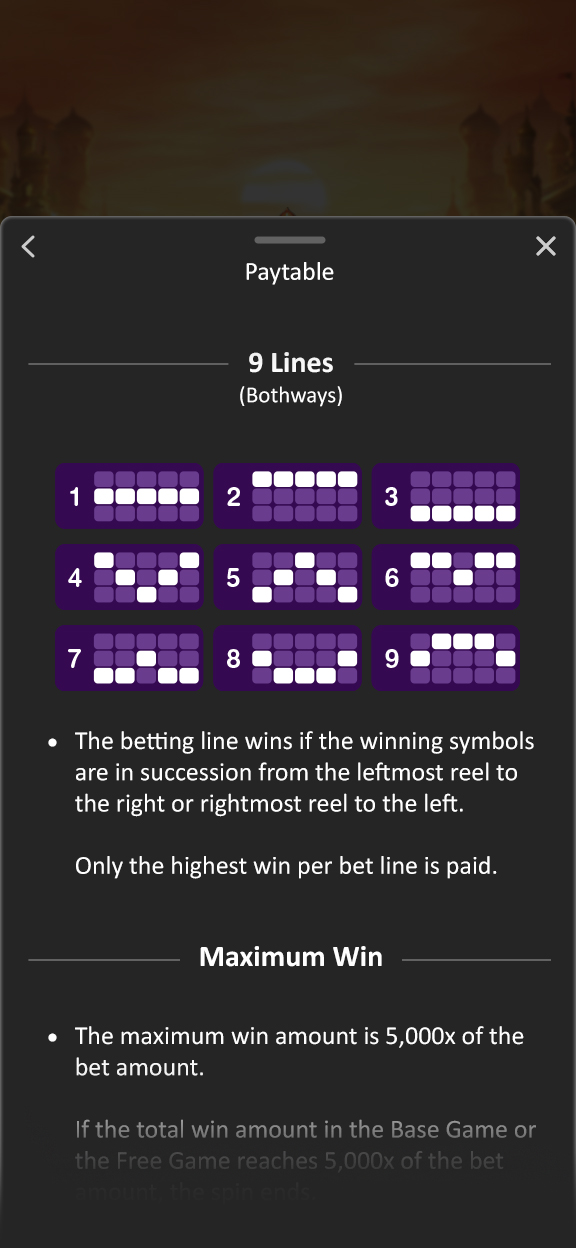 Paytable
9 Lines
(Bothways)
1 2 3
4 5 6
7 8 9
• The betting line wins if the winning symbols
are in succession from the leftmost reel to
the right or rightmost reel to the left.
Only the highest win per bet line is paid.
Maximum Win
• The maximum win amount is 5,000x of the
bet amount.
If the total win amount in the Base Game or
the Free Game reaches 5,000x of the bet
amount, the spin ends.